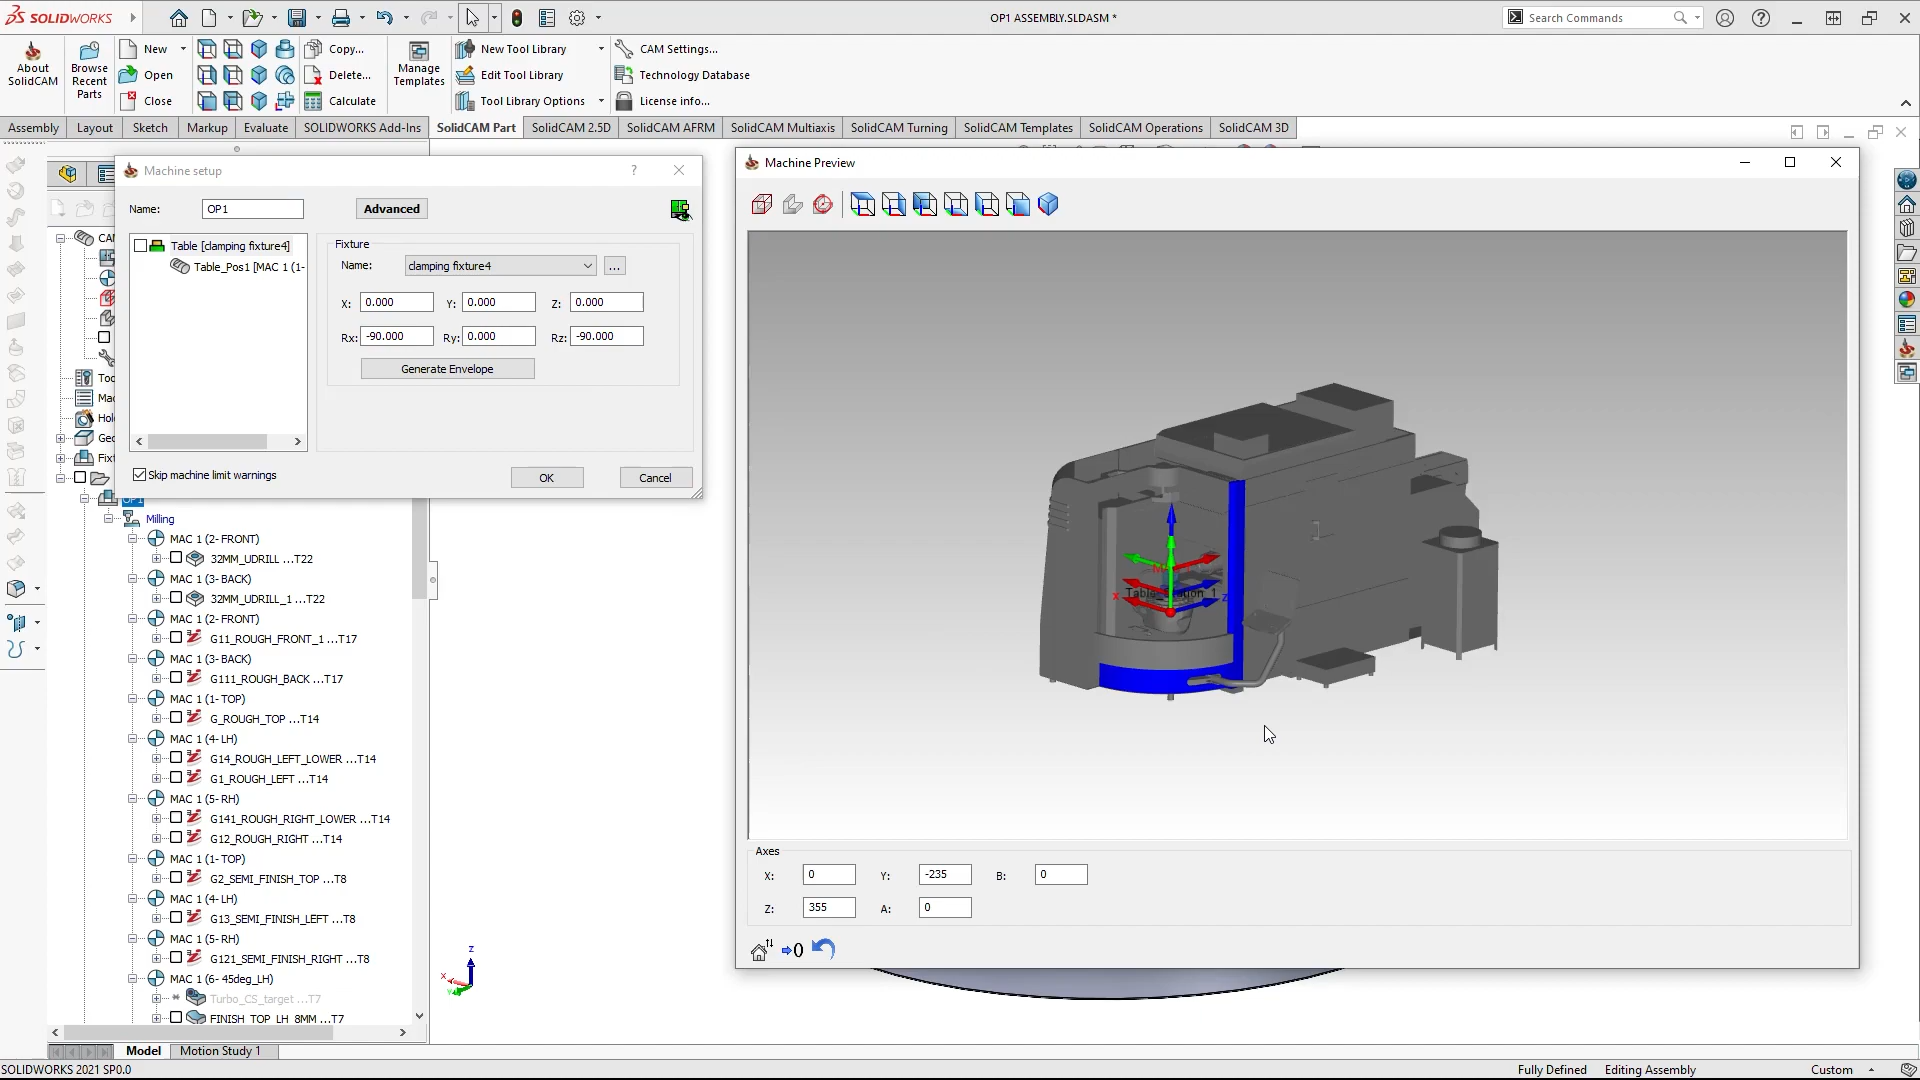 SOLIDWORKS
OP1 ASSEMBLY.SLDASM *
Search Commands
About SolidCAM
Browse Recent Parts
New
Open
Close
Copy...
Delete...
Calculate
Manage Templates
New Tool Library
Edit Tool Library
Tool Library Options
CAM Settings...
Technology Database
License info...
Assembly
Layout
Sketch
Markup
Evaluate
SOLIDWORKS Add-Ins
SolidCAM Part
SolidCAM 2.5D
SolidCAM AFRM
SolidCAM Multiaxis
SolidCAM Turning
SolidCAM Templates
SolidCAM Operations
SolidCAM 3D
Machine setup
Name: OP1
Advanced
Table [clamping fixture4]
Table_Pos1 [MAC 1 (1-
Fixture
Name: clamping fixture4 ...
X: 0.000 Y: 0.000 Z: 0.000
Rx: -90.000 Ry: 0.000 Rz: -90.000
Generate Envelope
Skip machine limit warnings
OK
Cancel
OP1
Milling
MAC 1 (2- FRONT)
32MM_UDRILL ...T22
MAC 1 (3- BACK)
32MM_UDRILL_1 ...T22
MAC 1 (2- FRONT)
G11_ROUGH_FRONT_1 ...T17
MAC 1 (3- BACK)
G111_ROUGH_BACK ...T17
MAC 1 (1- TOP)
G_ROUGH_TOP ...T14
MAC 1 (4- LH)
G14_ROUGH_LEFT_LOWER ...T14
G1_ROUGH_LEFT ...T14
MAC 1 (5- RH)
G141_ROUGH_RIGHT_LOWER ...T14
G12_ROUGH_RIGHT ...T14
MAC 1 (1- TOP)
G2_SEMI_FINISH_TOP ...T8
MAC 1 (4- LH)
G13_SEMI_FINISH_LEFT ...T8
MAC 1 (5- RH)
G121_SEMI_FINISH_RIGHT ...T8
MAC 1 (6- 45deg_LH)
Turbo_CS_target ...T7
FINISH_TOP_LH_8MM ...T7
Machine Preview
X
Z
Axes
X: 0 Y: -235 B: 0
Z: 355 A: 0
0
Z
X
Y
Model
Motion Study 1
SOLIDWORKS 2021 SP0.0
Fully Defined
Editing Assembly
Custom